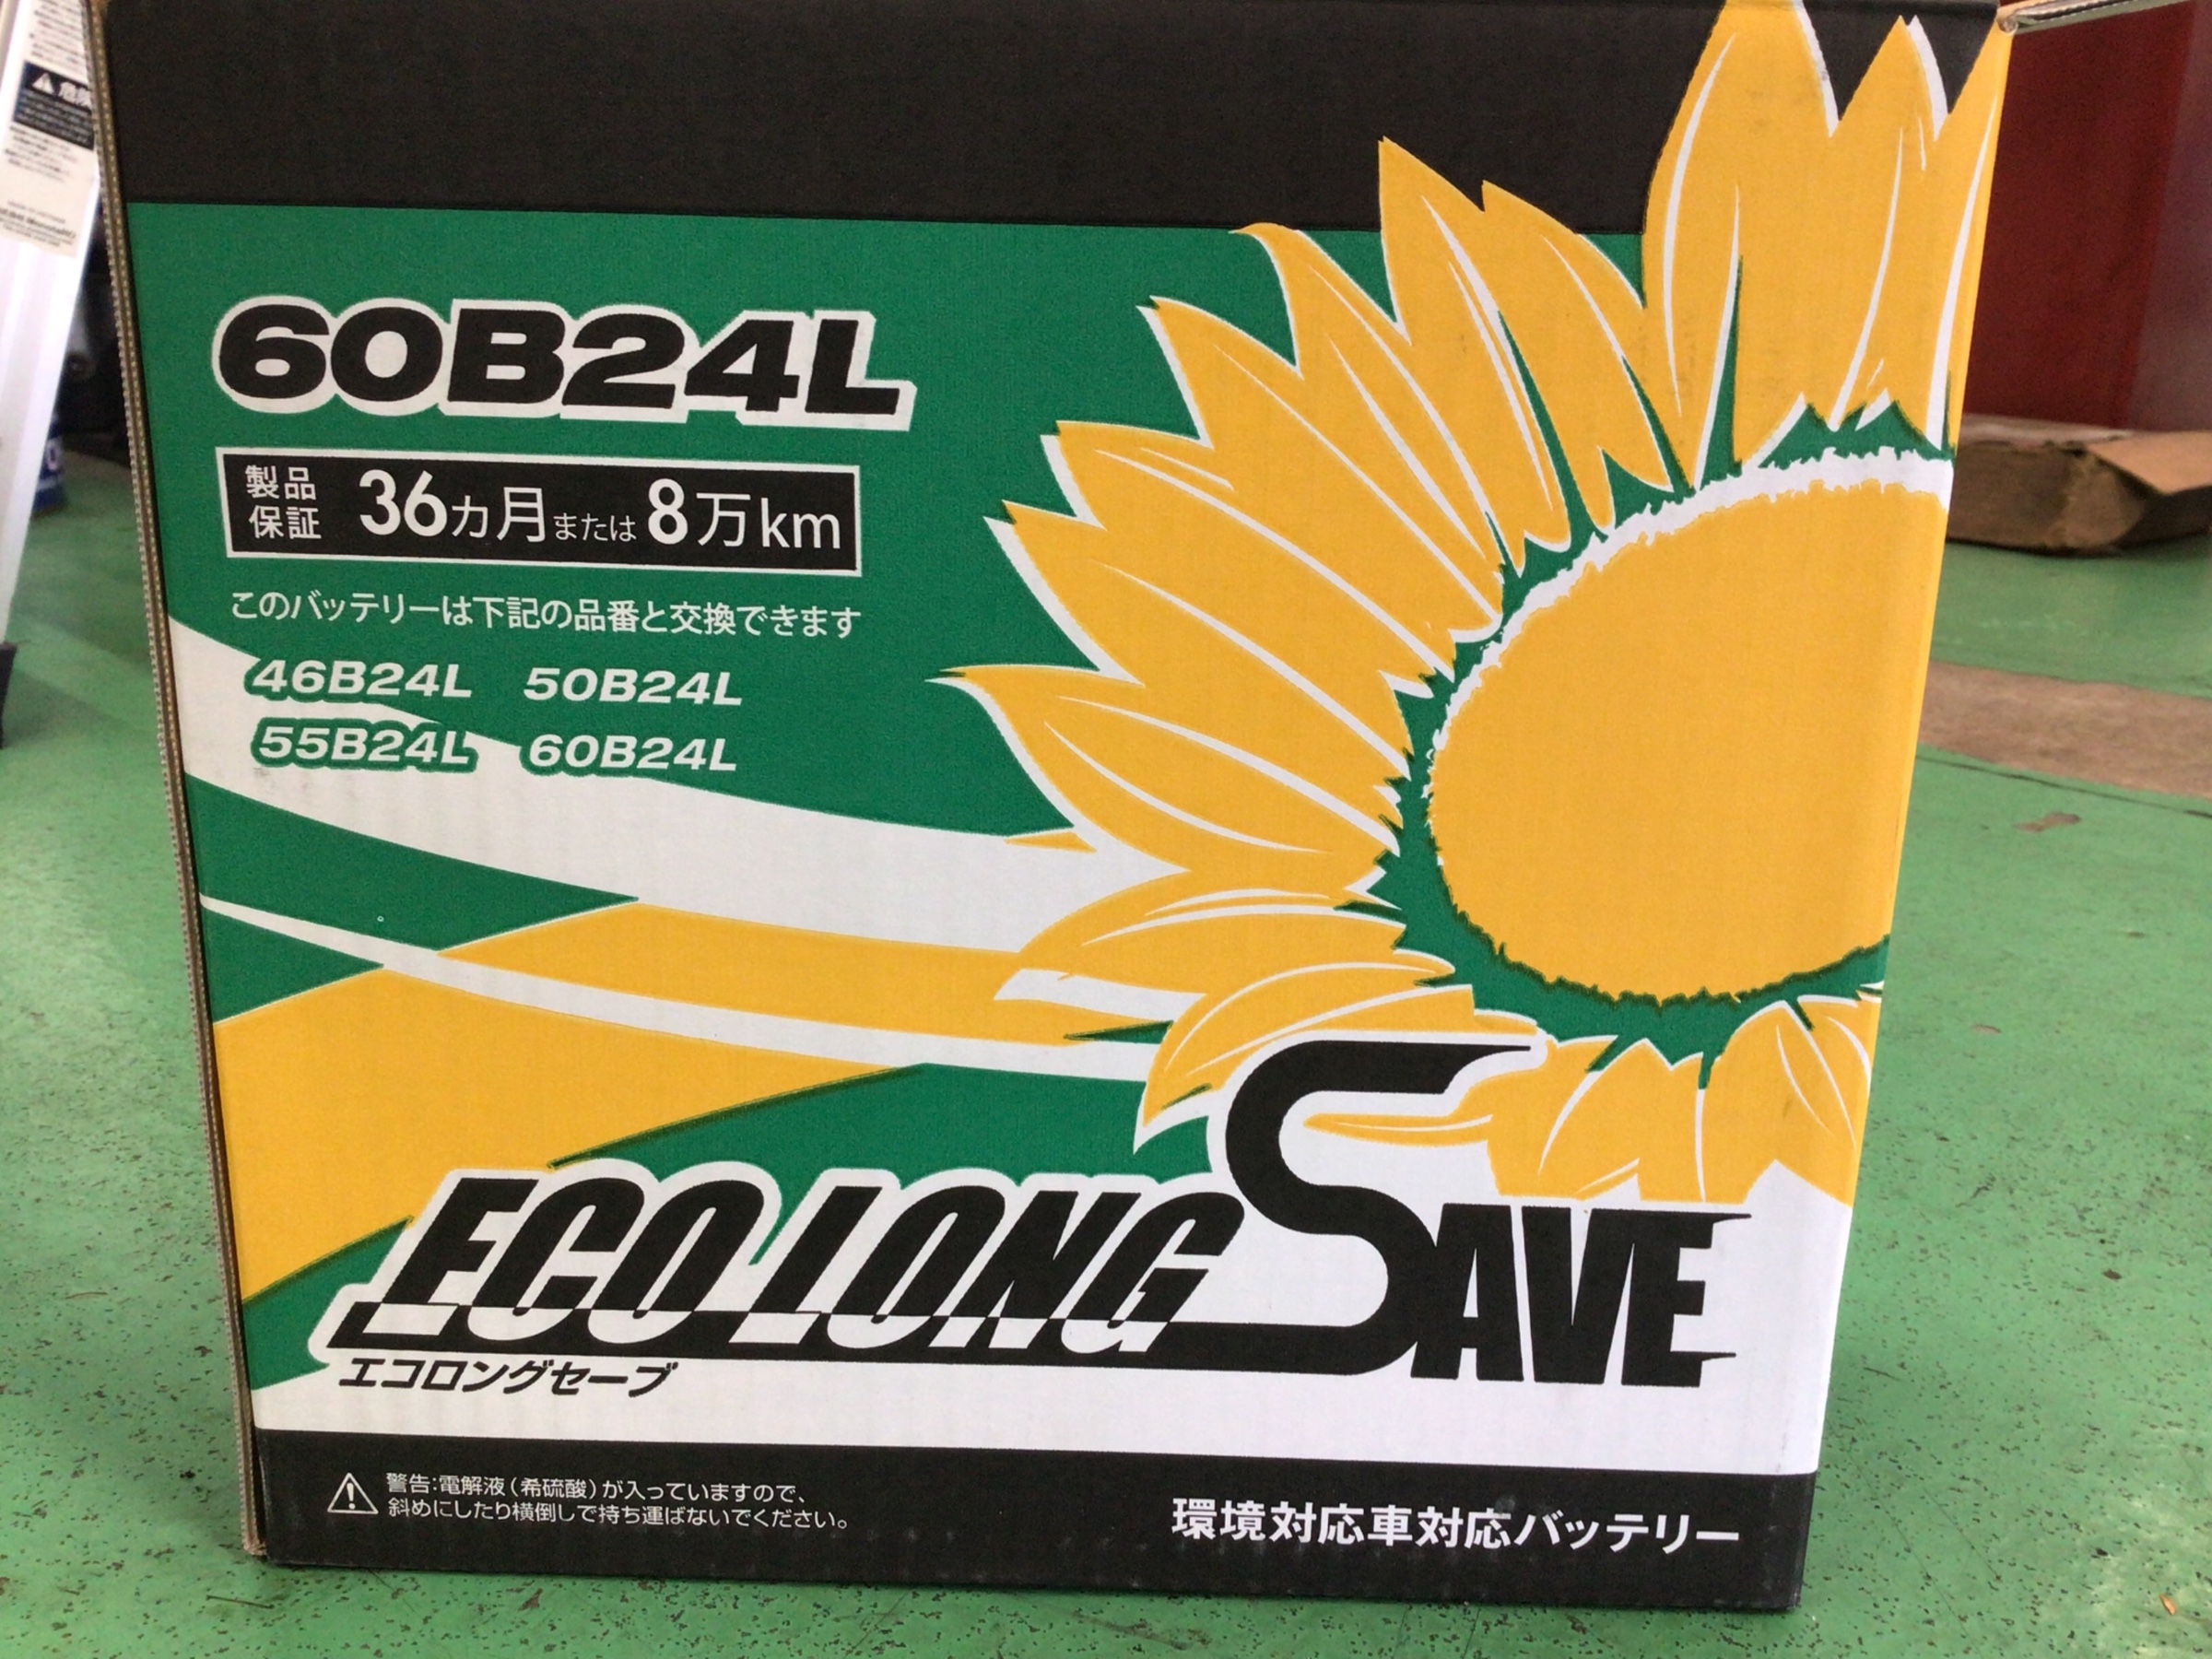 危険
60B24L
製品保証 36カ月または8万km
このバッテリーは下記の品番と交換できます
46B24L 50B24L
55B24L 60B24L
ECO LONG SAVE
エコロングセーブ
警告:電解液(希硫酸)が入っていますので、
斜めにしたり横倒しで持ち運ばないでください。
環境対応車対応バッテリー